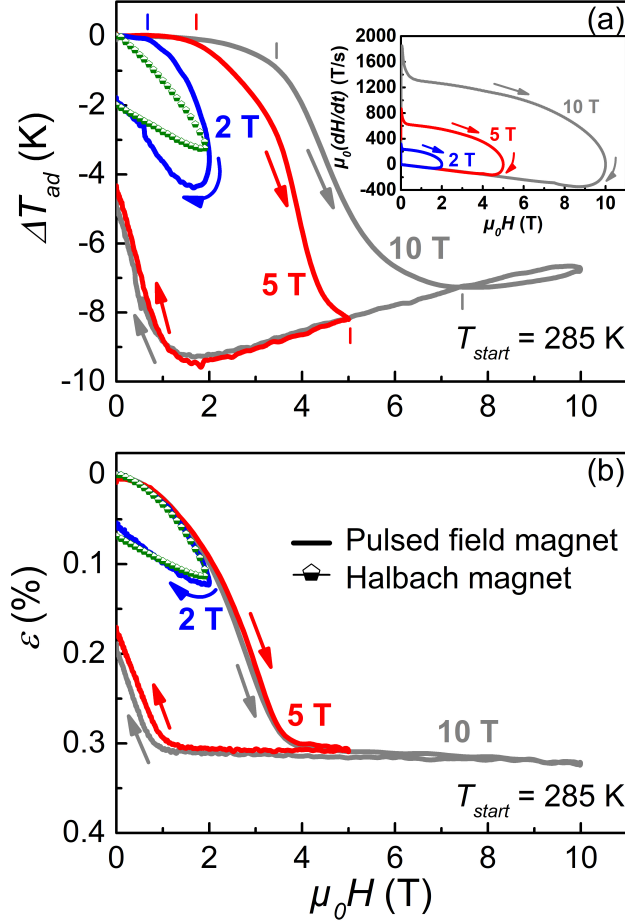 (a)
0
-2
-4
-6
-8
-10
ΔT_ad (K)
2 T
5 T
10 T
T_start = 285 K
0 2 4 6 8 10
2000
1600
1200
800
400
0
-400
μ₀(dH/dt) (T/s)
10 T
5 T
2 T
0 2 4 6 8 10
μ₀H (T)
(b)
0
0.1
0.2
0.3
0.4
ε (%)
Pulsed field magnet
Halbach magnet
2 T
5 T
10 T
T_start = 285 K
0 2 4 6 8 10
μ₀H (T)